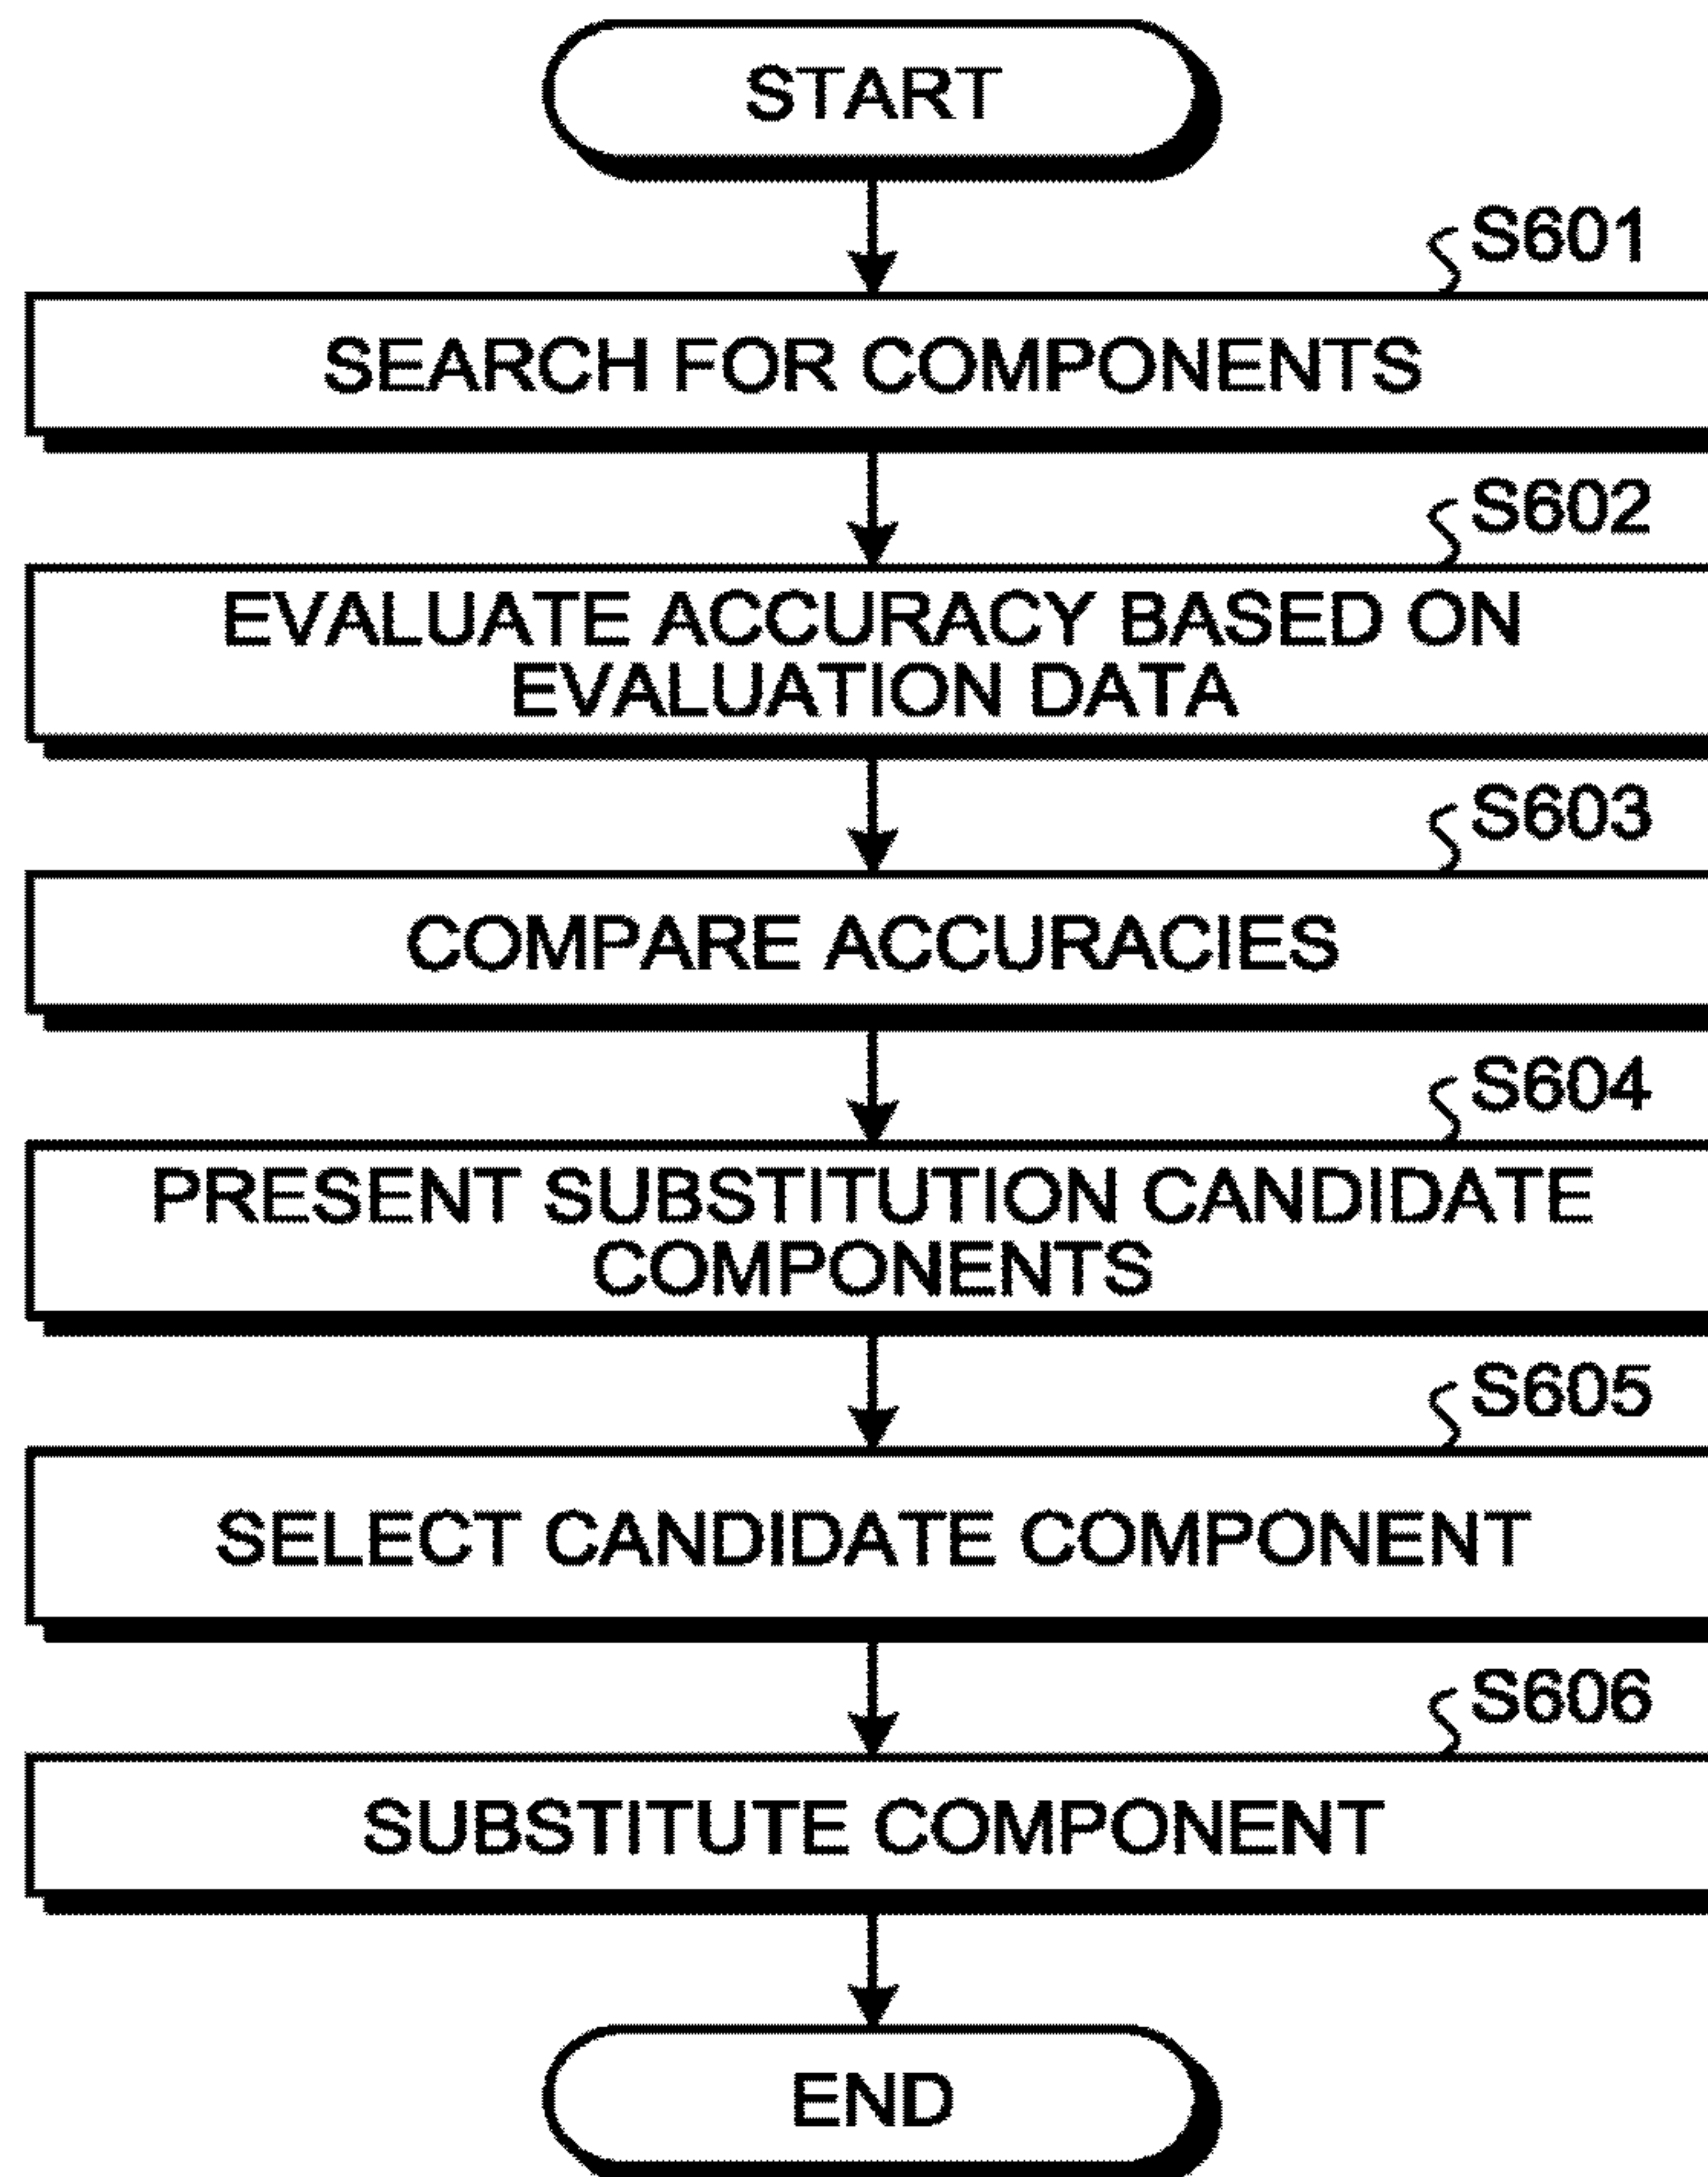 START
S601
SEARCH FOR COMPONENTS
S602
EVALUATE ACCURACY BASED ON
EVALUATION DATA
S603
COMPARE ACCURACIES
S604
PRESENT SUBSTITUTION CANDIDATE
COMPONENTS
S605
SELECT CANDIDATE COMPONENT
S606
SUBSTITUTE COMPONENT
END